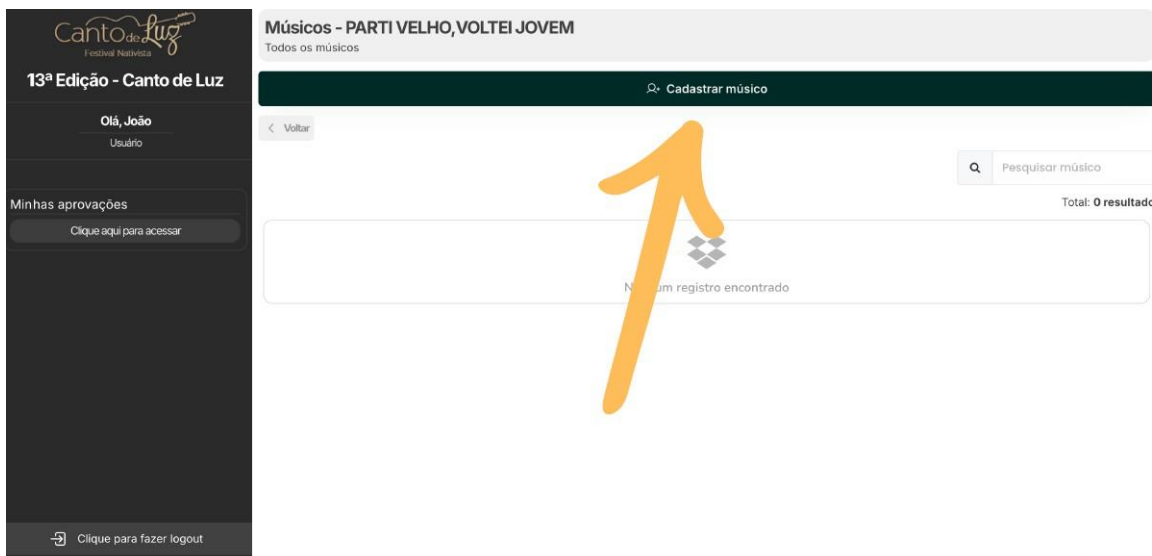 Canto de Luz
Festival Nativista
13ª Edição - Canto de Luz
Olá, João
Usuário
Minhas aprovações
Clique aqui para acessar
Clique para fazer logout
Músicos - PARTI VELHO,VOLTEI JOVEM
Todos os músicos
Cadastrar músico
Voltar
Pesquisar músico
Total: 0 resultado
registro encontrado